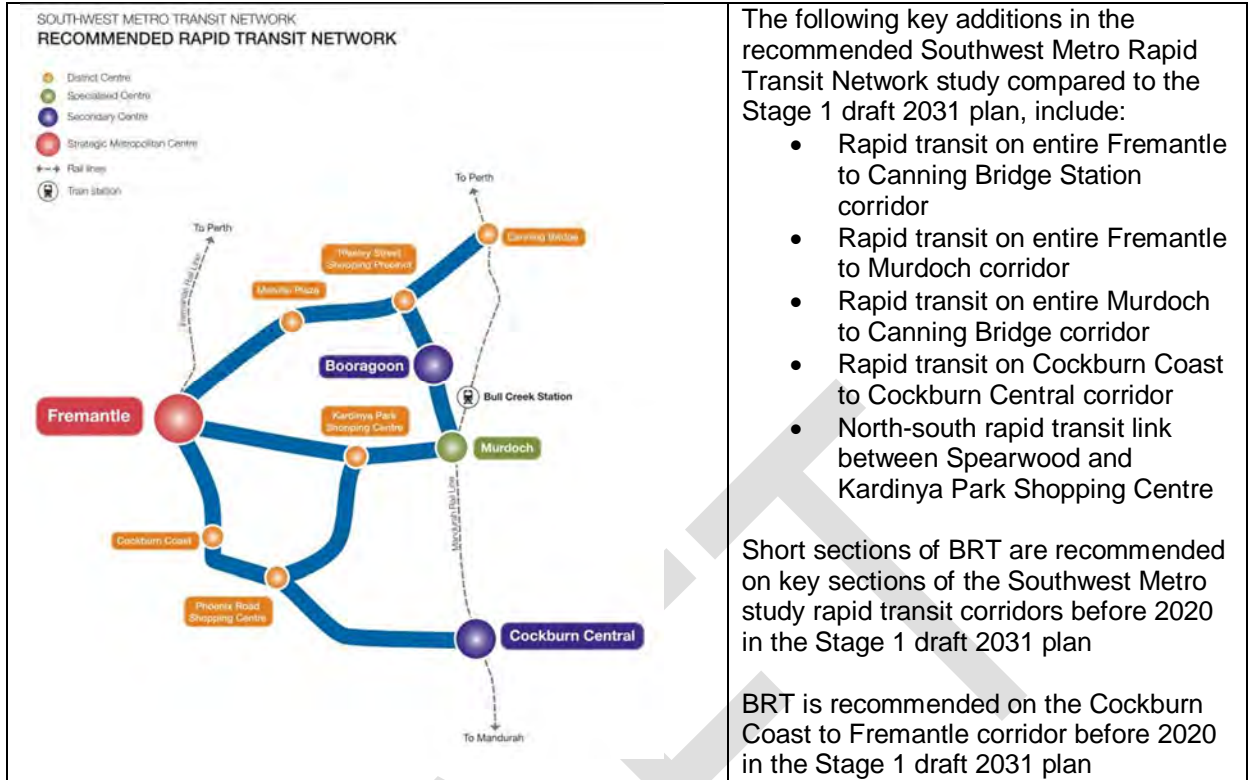 SOUTHWEST METRO TRANSIT NETWORK
RECOMMENDED RAPID TRANSIT NETWORK
District Centre
Specialised Centre
Secondary Centre
Strategic Metropolitan Centre
Rail lines
Train station
To Perth
To Perth
Canning Bridge
Shopping Precinct
Melville Plaza
Fremantle Rail Line
Booragoon
Bull Creek Station
Fremantle
Kardinya Park
Shopping Centre
Murdoch
Mandurah Rail Line
Cockburn Coast
Phoenix Road
Shopping Centre
Cockburn Central
To Mandurah
The following key additions in the
recommended Southwest Metro Rapid
Transit Network study compared to the
Stage 1 draft 2031 plan, include:
• Rapid transit on entire Fremantle
to Canning Bridge Station
corridor
• Rapid transit on entire Fremantle
to Murdoch corridor
• Rapid transit on entire Murdoch
to Canning Bridge corridor
• Rapid transit on Cockburn Coast
to Cockburn Central corridor
• North-south rapid transit link
between Spearwood and
Kardinya Park Shopping Centre
Short sections of BRT are recommended
on key sections of the Southwest Metro
study rapid transit corridors before 2020
in the Stage 1 draft 2031 plan
BRT is recommended on the Cockburn
Coast to Fremantle corridor before 2020
in the Stage 1 draft 2031 plan